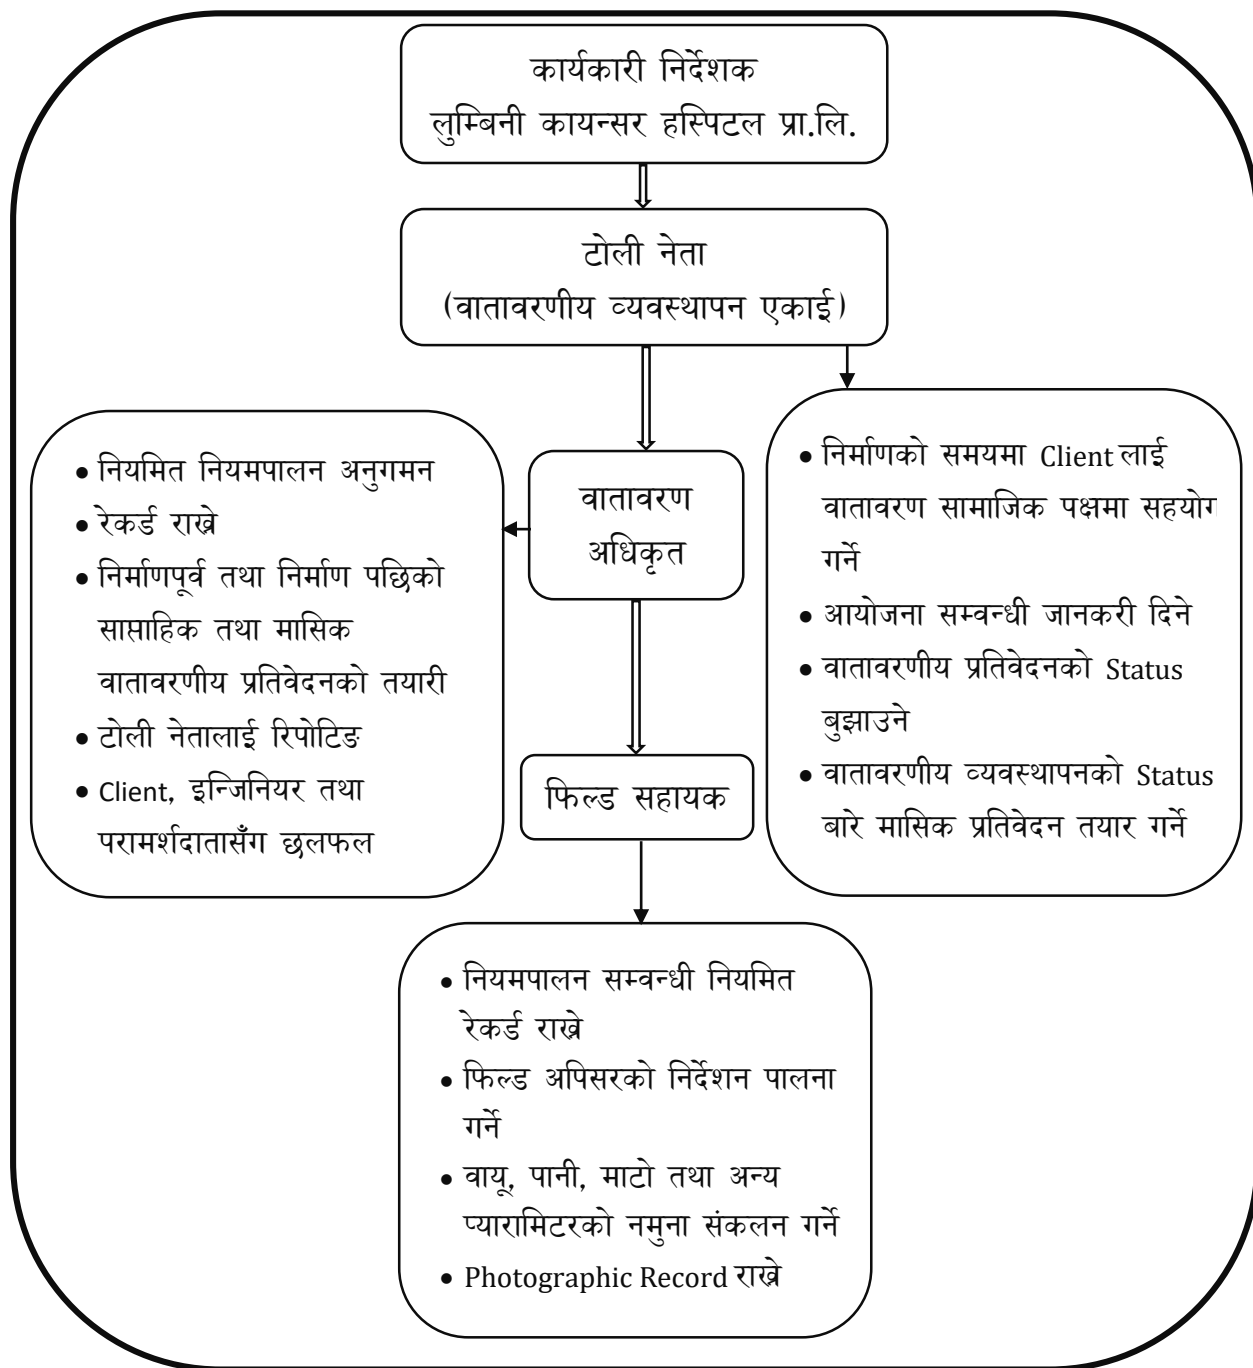 कार्यकारी निर्देशक
लुम्बिनी कायन्सर हस्पिटल प्रा.लि.
टोली नेता
(वातावरणीय व्यवस्थापन एकाई)
• नियमित नियमपालन अनुगमन
• रेकर्ड राख्ने
• निर्माणपूर्व तथा निर्माण पछिको
साप्ताहिक तथा मासिक
वातावरणीय प्रतिवेदनको तयारी
• टोली नेतालाई रिपोटिङ
• Client, इन्जिनियर तथा
परामर्शदातासँग छलफल
वातावरण
अधिकृत
• निर्माणको समयमा Client लाई
वातावरण सामाजिक पक्षमा सहयोग
गर्ने
• आयोजना सम्वन्धी जानकरी दिने
• वातावरणीय प्रतिवेदनको Status
बुझाउने
• वातावरणीय व्यवस्थापनको Status
बारे मासिक प्रतिवेदन तयार गर्ने
फिल्ड सहायक
• नियमपालन सम्वन्धी नियमित
रेकर्ड राख्ने
• फिल्ड अपिसरको निर्देशन पालना
गर्ने
• वायू, पानी, माटो तथा अन्य
प्यारामिटरको नमुना संकलन गर्ने
• Photographic Record राख्ने